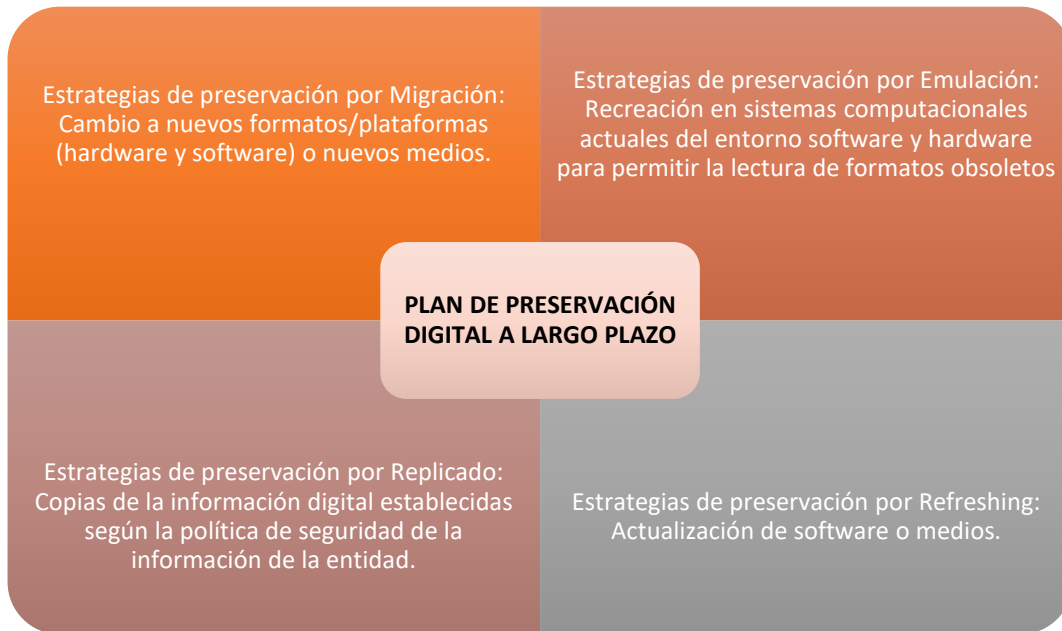 Estrategias de preservación por Migración:
Cambio a nuevos formatos/plataformas
(hardware y software) o nuevos medios.
Estrategias de preservación por Emulación:
Recreación en sistemas computacionales
actuales del entorno software y hardware
para permitir la lectura de formatos obsoletos
PLAN DE PRESERVACIÓN
DIGITAL A LARGO PLAZO
Estrategias de preservación por Replicado:
Copias de la información digital establecidas
según la política de seguridad de la
información de la entidad.
Estrategias de preservación por Refreshing:
Actualización de software o medios.